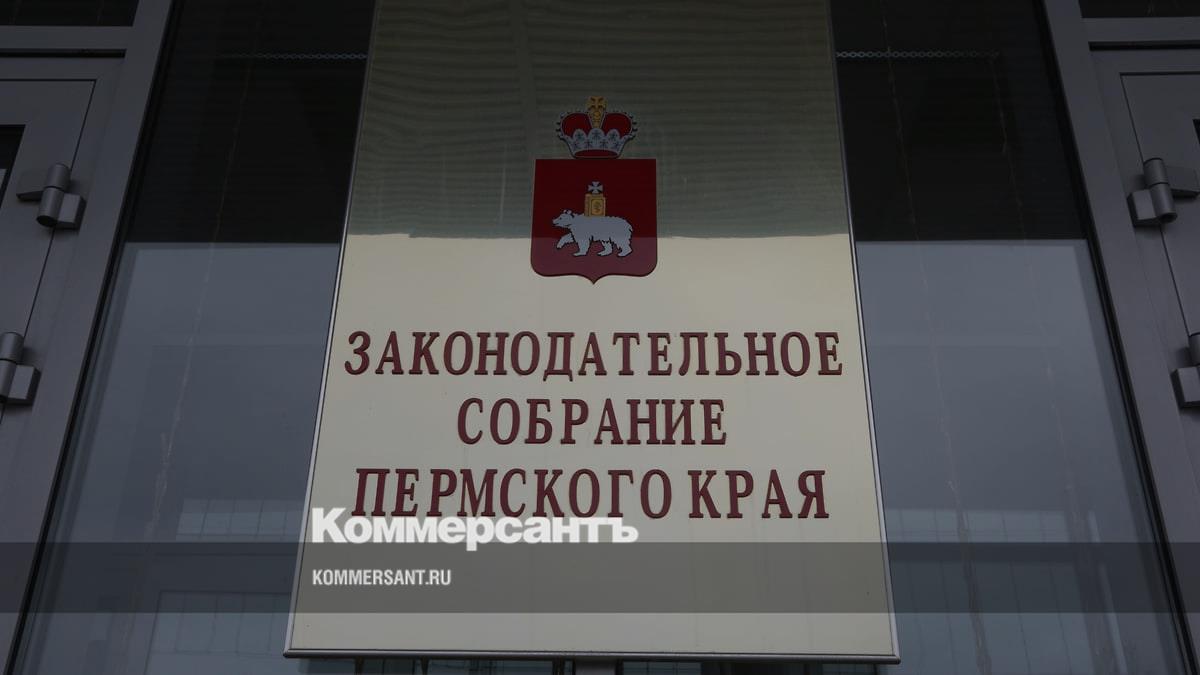 ЗАКОНОДАТЕЛЬНОЕ
СОБРАНИЕ
ПЕРМСКОГО КРАЯ
Коммерсантъ
KOMMERSANT.RU